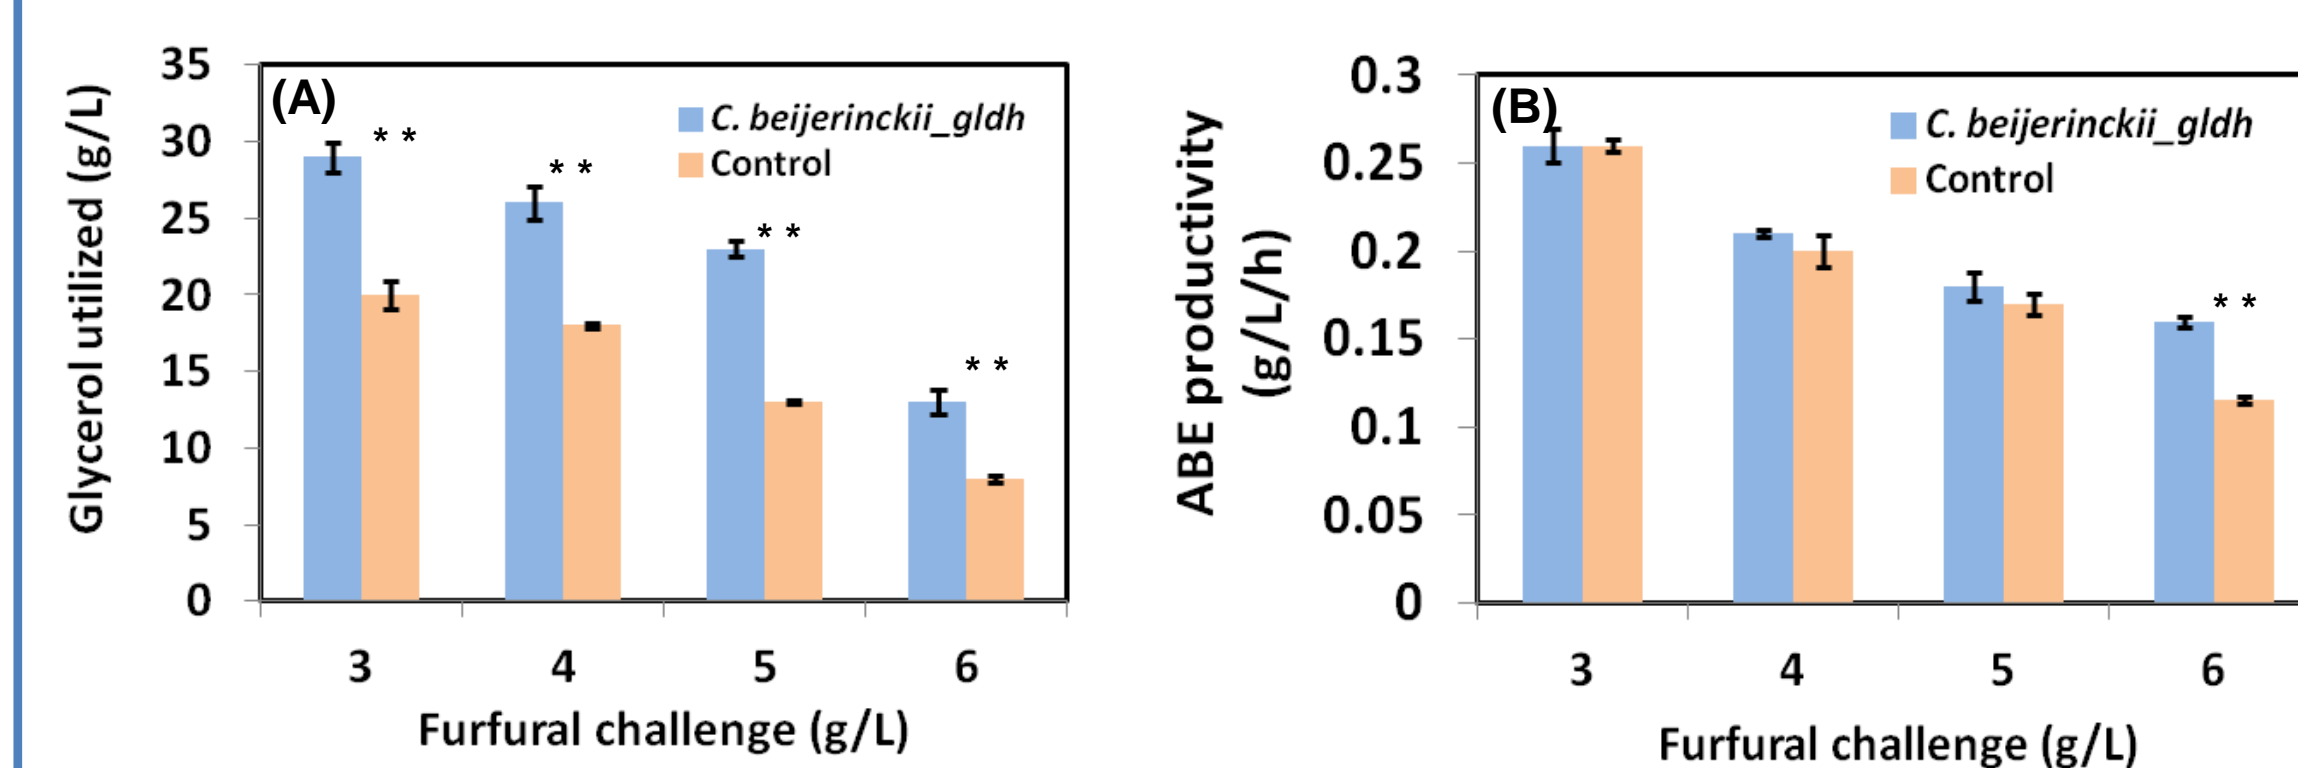 (A)
Glycerol utilized (g/L)
35
30
25
20
15
10
5
0
C. beijerinckii_gldh
Control
* *
* *
* *
* *
3 4 5 6
Furfural challenge (g/L)
(B)
ABE productivity
(g/L/h)
0.3
0.25
0.2
0.15
0.1
0.05
0
C. beijerinckii_gldh
Control
* *
3 4 5 6
Furfural challenge (g/L)